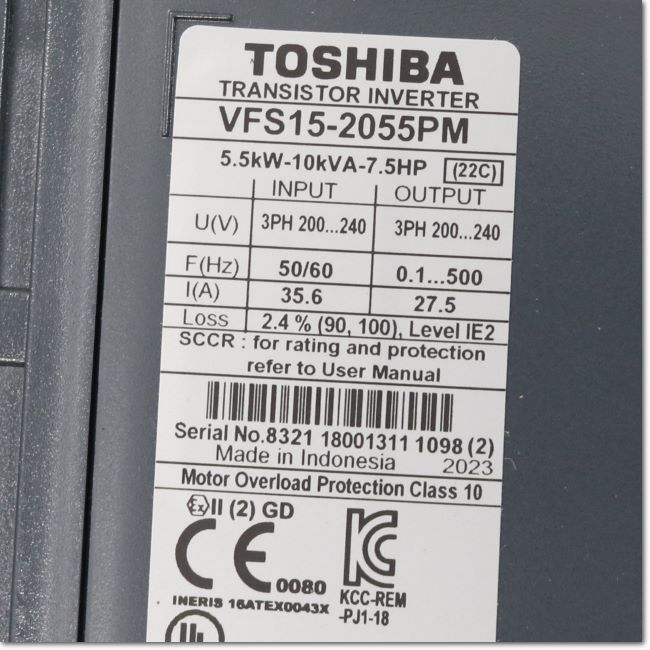 TOSHIBA
TRANSISTOR INVERTER
VFS15-2055PM
5.5kW-10kVA-7.5HP (22C)
INPUT OUTPUT
U(V) 3PH 200...240 3PH 200...240
F(Hz) 50/60 0.1...500
I(A) 35.6 27.5
Loss 2.4 % (90, 100), Level IE2
SCCR : for rating and protection
refer to User Manual
Serial No.8321 18001311 1098 (2)
Made in Indonesia 2023
Motor Overload Protection Class 10
Ex II (2) GD
CE 0080
KC
KCC-REM
-PJ1-18
INERIS 16ATEX0043X
UL